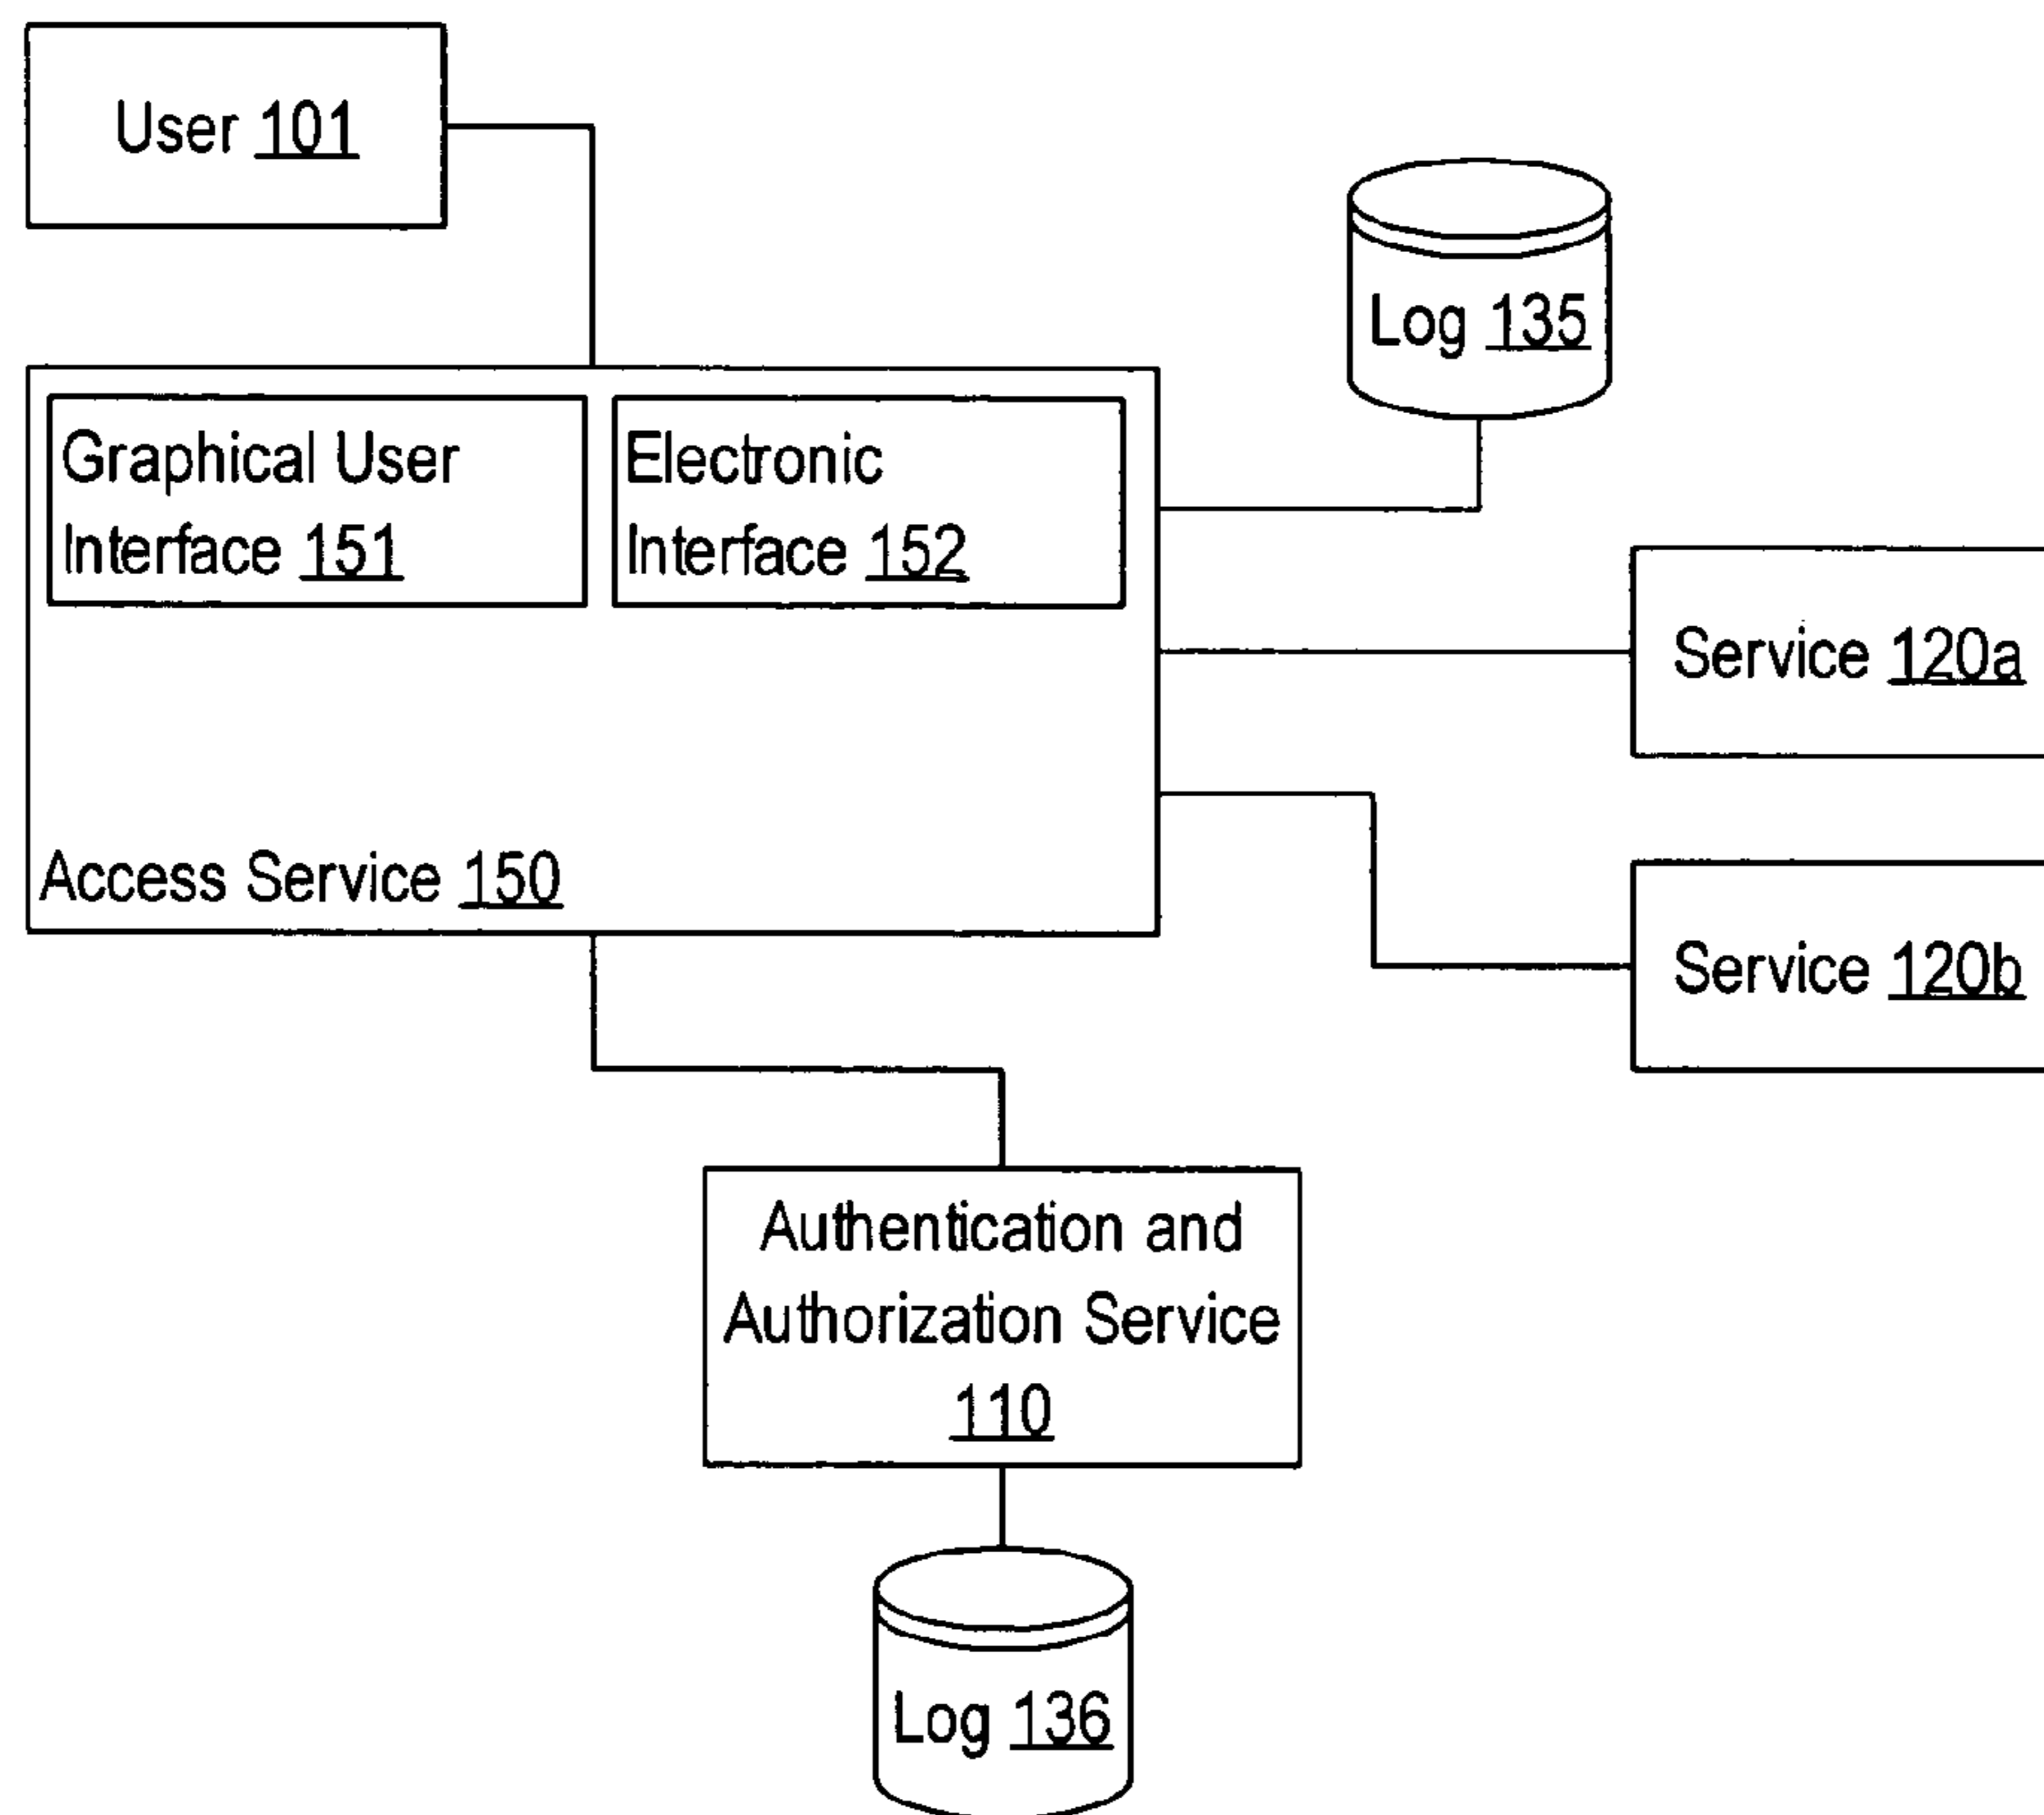 User 101
Log 135
Graphical User
Interface 151
Electronic
Interface 152
Service 120a
Access Service 150
Service 120b
Authentication and
Authorization Service
110
Log 136